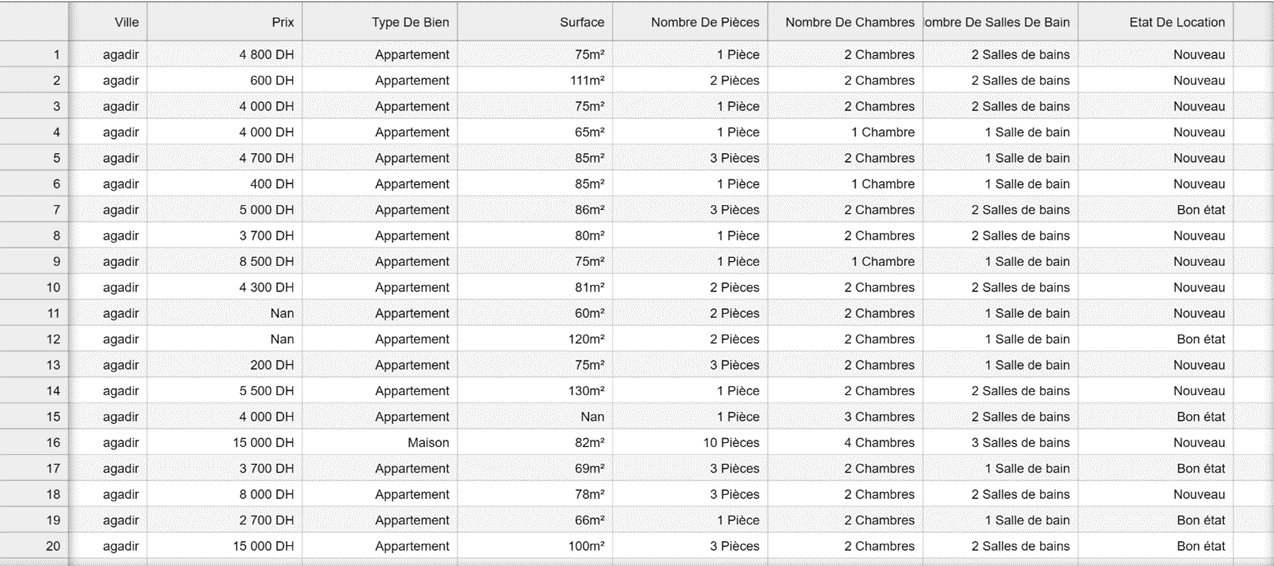 Ville Prix Type De Bien Surface Nombre De Pièces Nombre De Chambres ombre De Salles De Bain Etat De Location
1 agadir 4 800 DH Appartement 75m² 1 Pièce 2 Chambres 2 Salles de bains Nouveau
2 agadir 600 DH Appartement 111m² 2 Pièces 2 Chambres 2 Salles de bains Nouveau
3 agadir 4 000 DH Appartement 75m² 1 Pièce 2 Chambres 2 Salles de bains Nouveau
4 agadir 4 000 DH Appartement 65m² 1 Pièce 1 Chambre 1 Salle de bain Nouveau
5 agadir 4 700 DH Appartement 85m² 3 Pièces 2 Chambres 1 Salle de bain Nouveau
6 agadir 400 DH Appartement 85m² 1 Pièce 1 Chambre 1 Salle de bain Nouveau
7 agadir 5 000 DH Appartement 86m² 3 Pièces 2 Chambres 2 Salles de bains Bon état
8 agadir 3 700 DH Appartement 80m² 1 Pièce 2 Chambres 2 Salles de bains Nouveau
9 agadir 8 500 DH Appartement 75m² 1 Pièce 1 Chambre 1 Salle de bain Nouveau
10 agadir 4 300 DH Appartement 81m² 2 Pièces 2 Chambres 2 Salles de bains Nouveau
11 agadir Nan Appartement 60m² 2 Pièces 2 Chambres 1 Salle de bain Nouveau
12 agadir Nan Appartement 120m² 2 Pièces 2 Chambres 1 Salle de bain Bon état
13 agadir 200 DH Appartement 75m² 3 Pièces 2 Chambres 1 Salle de bain Nouveau
14 agadir 5 500 DH Appartement 130m² 1 Pièce 2 Chambres 2 Salles de bains Nouveau
15 agadir 4 000 DH Appartement Nan 1 Pièce 3 Chambres 2 Salles de bains Bon état
16 agadir 15 000 DH Maison 82m² 10 Pièces 4 Chambres 3 Salles de bains Nouveau
17 agadir 3 700 DH Appartement 69m² 3 Pièces 2 Chambres 1 Salle de bain Bon état
18 agadir 8 000 DH Appartement 78m² 3 Pièces 2 Chambres 2 Salles de bains Nouveau
19 agadir 2 700 DH Appartement 66m² 1 Pièce 2 Chambres 1 Salle de bain Bon état
20 agadir 15 000 DH Appartement 100m² 3 Pièces 2 Chambres 2 Salles de bains Bon état